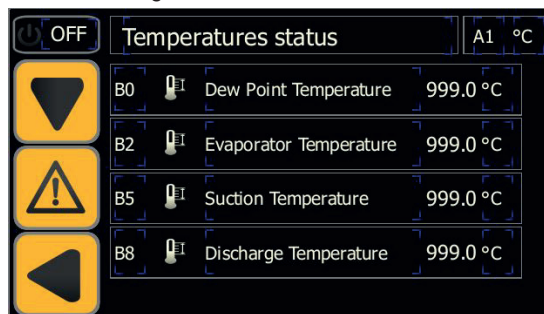 OFF Temperatures status A1 °C
B0 Dew Point Temperature 999.0 °C
B2 Evaporator Temperature 999.0 °C
B5 Suction Temperature 999.0 °C
B8 Discharge Temperature 999.0 °C